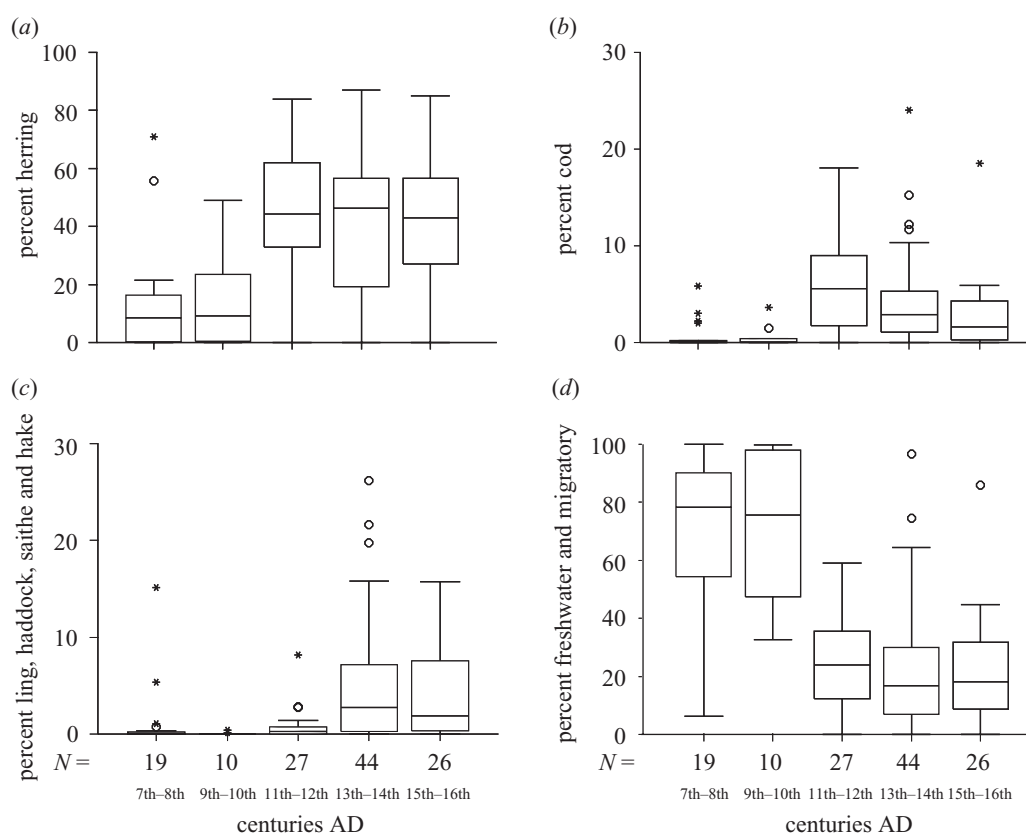 (a)
100
80
60
40
20
0
percent herring
(b)
30
20
10
0
percent cod
(c)
30
20
10
0
percent ling, haddock, saithe and hake
N = 19 10 27 44 26
7th–8th 9th–10th 11th–12th 13th–14th 15th–16th
centuries AD
(d)
100
80
60
40
20
0
percent freshwater and migratory
19 10 27 44 26
7th–8th 9th–10th 11th–12th 13th–14th 15th–16th
centuries AD